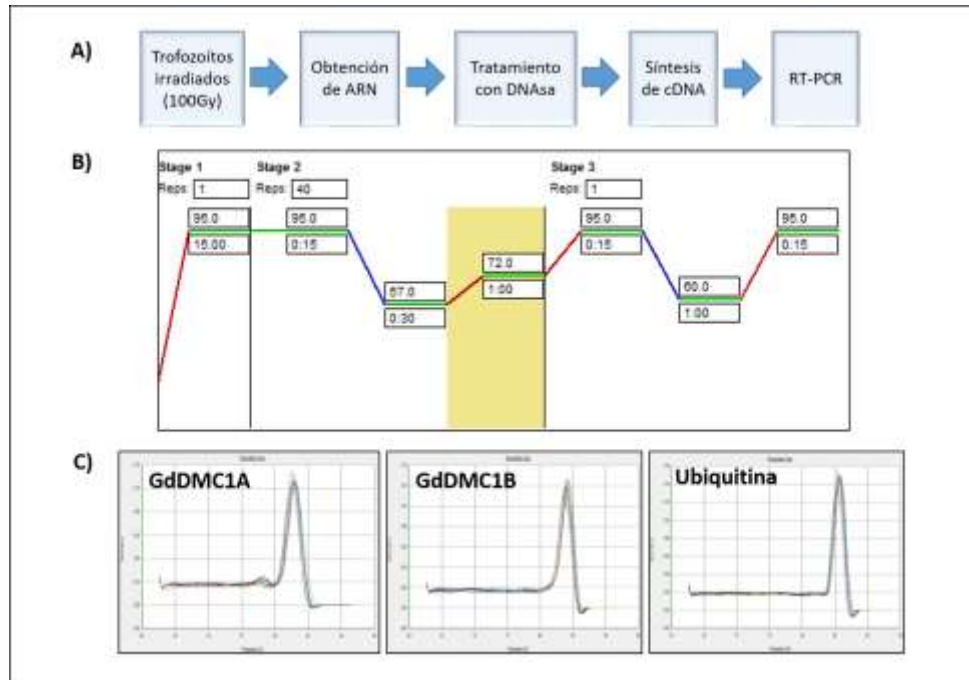 A)
Trofozoitos
irradiados
(100Gy)
Obtención
de ARN
Tratamiento
con DNAsa
Síntesis
de cDNA
RT-PCR
B)
Stage 1
Reps: 1
Stage 2
Reps: 40
Stage 3
Reps: 1
95.0
15:00
95.0
0:15
57.0
0:30
72.0
1:00
95.0
0:15
60.0
1:00
95.0
0:15
C)
GdDMC1A
GdDMC1B
Ubiquitina